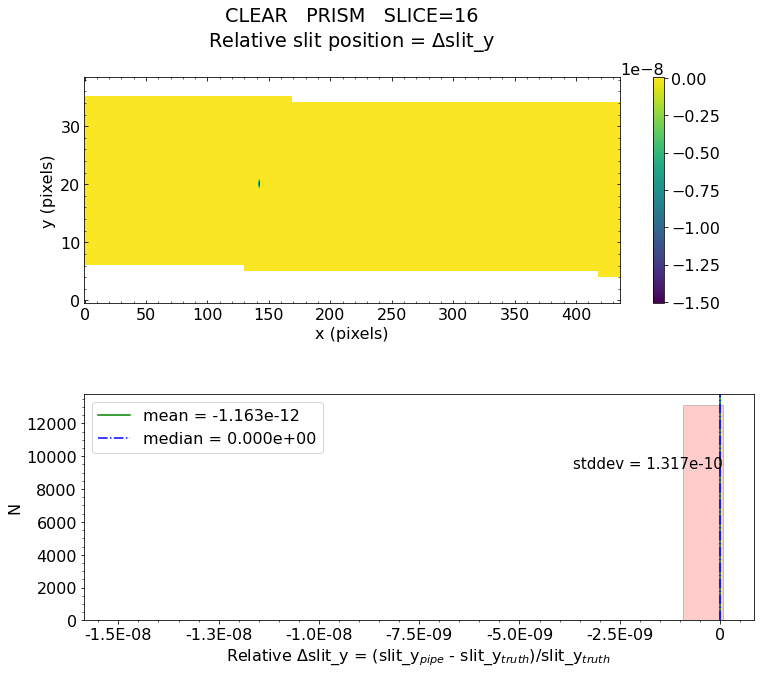 CLEAR   PRISM   SLICE=16
Relative slit position = Δslit_y
1e−8
0.00
−0.25
−0.50
−0.75
−1.00
−1.25
−1.50
30
20
10
0
y (pixels)
0 50 100 150 200 250 300 350 400
x (pixels)
mean = -1.163e-12
median = 0.000e+00
stddev = 1.317e-10
12000
10000
8000
6000
4000
2000
0
N
-1.5E-08 -1.3E-08 -1.0E-08 -7.5E-09 -5.0E-09 -2.5E-09 0
Relative Δslit_y = (slit_y_pipe - slit_y_truth)/slit_y_truth